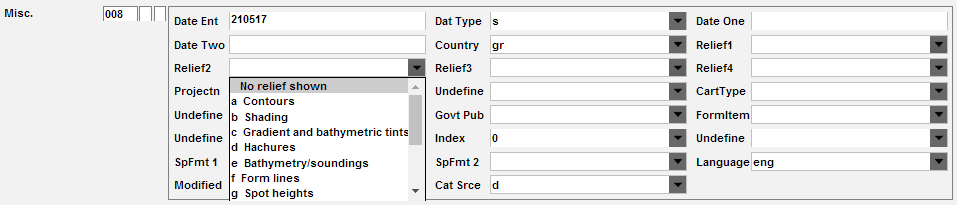 Misc. 008 Date Ent 210517 Dat Type s Date One
Date Two Country gr Relief1
Relief2 Relief3 Relief4
No relief shown
Projectn Undefine CartType
a Contours
Undefine b Shading Govt Pub FormItem
Undefine c Gradient and bathymetric tints Index 0 Undefine
d Hachures
SpFmt 1 e Bathymetry/soundings SpFmt 2 Language eng
f Form lines
Modified g Spot heights Cat Srce d